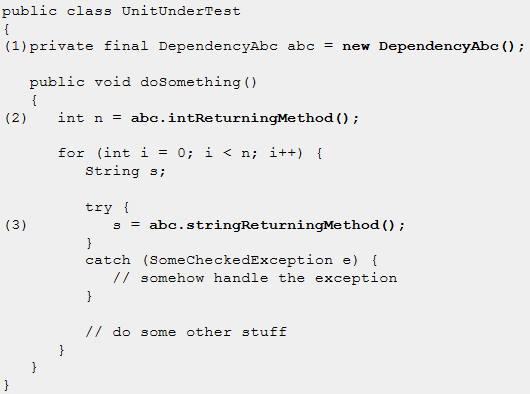 public class UnitUnderTest
{
(1)private final DependencyAbc abc = new DependencyAbc();
public void doSomething()
{
(2) int n = abc.intReturningMethod();
for (int i = 0; i < n; i++) {
String s;
try {
(3) s = abc.stringReturningMethod();
}
catch (SomeCheckedException e) {
// somehow handle the exception
}
// do some other stuff
}
}
}